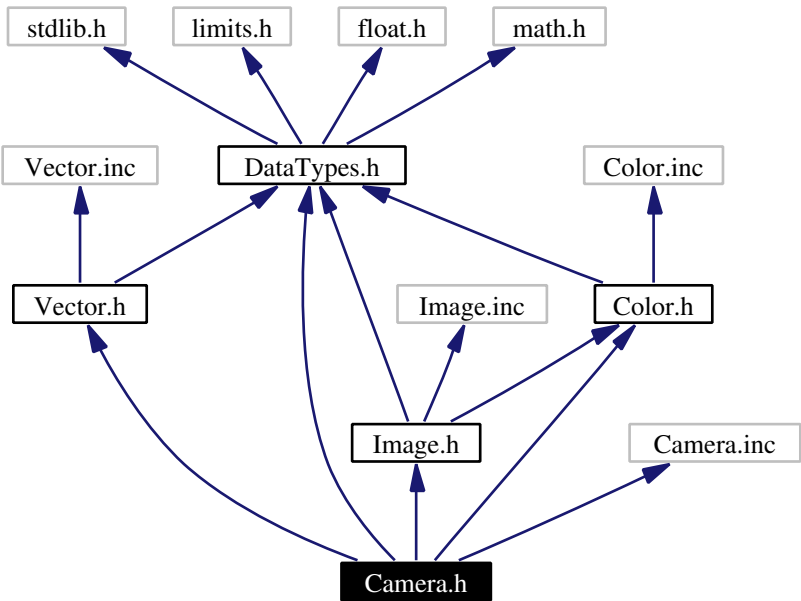 stdlib.h
limits.h
float.h
math.h
Vector.inc
DataTypes.h
Color.inc
Vector.h
Image.inc
Color.h
Image.h
Camera.inc
Camera.h